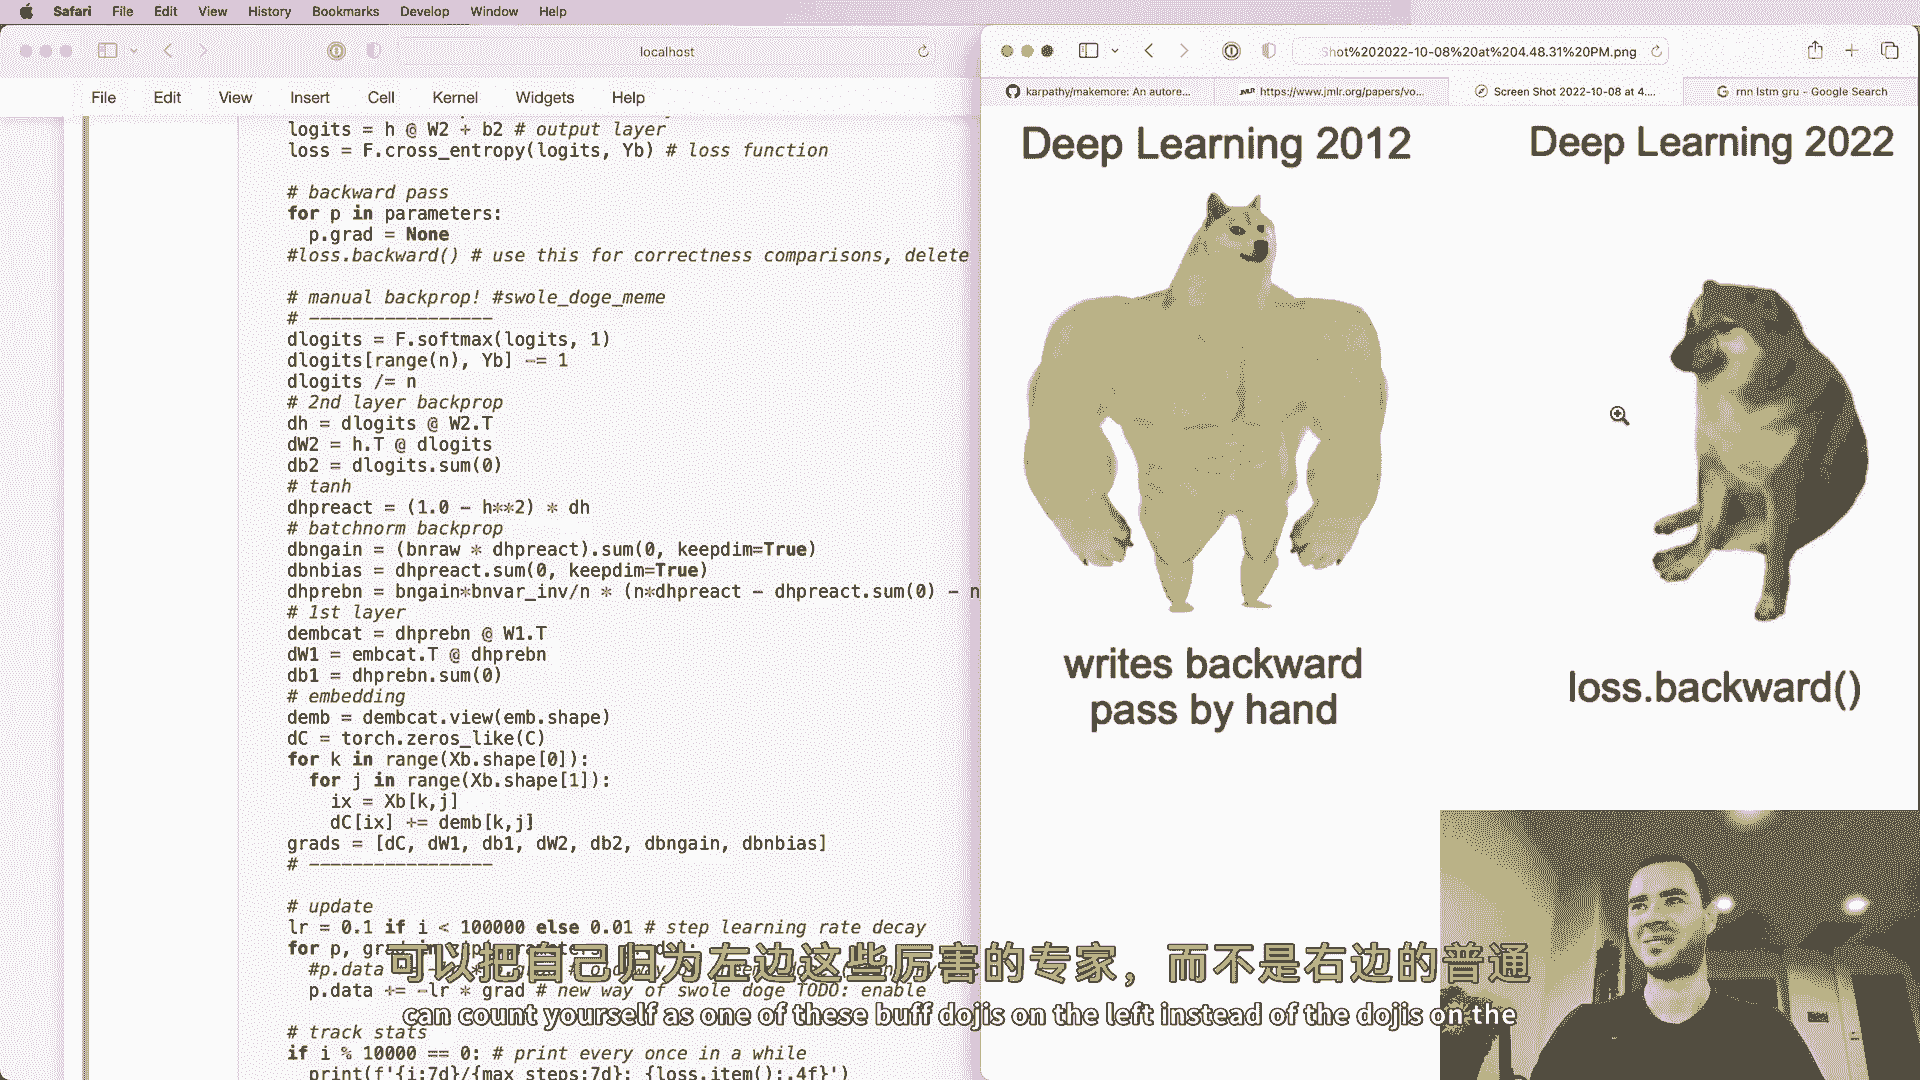 Safari File Edit View History Bookmarks Develop Window Help
localhost
File Edit View Insert Cell Kernel Widgets Help
logits = h @ W2 + b2 # output layer
loss = F.cross_entropy(logits, Yb) # loss function
# backward pass
for p in parameters:
p.grad = None
#loss.backward() # use this for correctness comparisons, delete
# manual backprop! #swole_doge_meme
# -----------------
dlogits = F.softmax(logits, 1)
dlogits[range(n), Yb] -= 1
dlogits /= n
# 2nd layer backprop
dh = dlogits @ W2.T
dW2 = h.T @ dlogits
db2 = dlogits.sum(0)
# tanh
dhpreact = (1.0 - h**2) * dh
# batchnorm backprop
dbngain = (bnraw * dhpreact).sum(0, keepdim=True)
dbnbias = dhpreact.sum(0, keepdim=True)
dhprebn = bngain*bnvar_inv/n * (n*dhpreact - dhpreact.sum(0) - n
# 1st layer
dembcat = dhprebn @ W1.T
dW1 = embcat.T @ dhprebn
db1 = dhprebn.sum(0)
# embedding
demb = dembcat.view(emb.shape)
dC = torch.zeros_like(C)
for k in range(Xb.shape[0]):
for j in range(Xb.shape[1]):
ix = Xb[k,j]
dC[ix] += demb[k,j]
grads = [dC, dW1, db1, dW2, db2, dbngain, dbnbias]
# -----------------
# update
lr = 0.1 if i < 100000 else 0.01 # step learning rate decay
for p,
#p.data
p.data += -lr * grad # new way of swole doge TODO: enable
# track stats
if i % 10000 == 0: # print every once in a while
print(f'{i:7d}/{max_steps:7d}: {loss.item():.4f}')
Shot%202022-10-08%20at%204.48.31%20PM.png
karpathy/makemore: An autore...
JMLR https://www.jmlr.org/papers/vo...
Screen Shot 2022-10-08 at 4....
G rnn lstm gru - Google Search
Deep Learning 2012
Deep Learning 2022
writes backward
pass by hand
loss.backward()
可以把自己归为左边这些厉害的专家，而不是右边的普通
can count yourself as one of these buff dojis on the left instead of the dojis on the